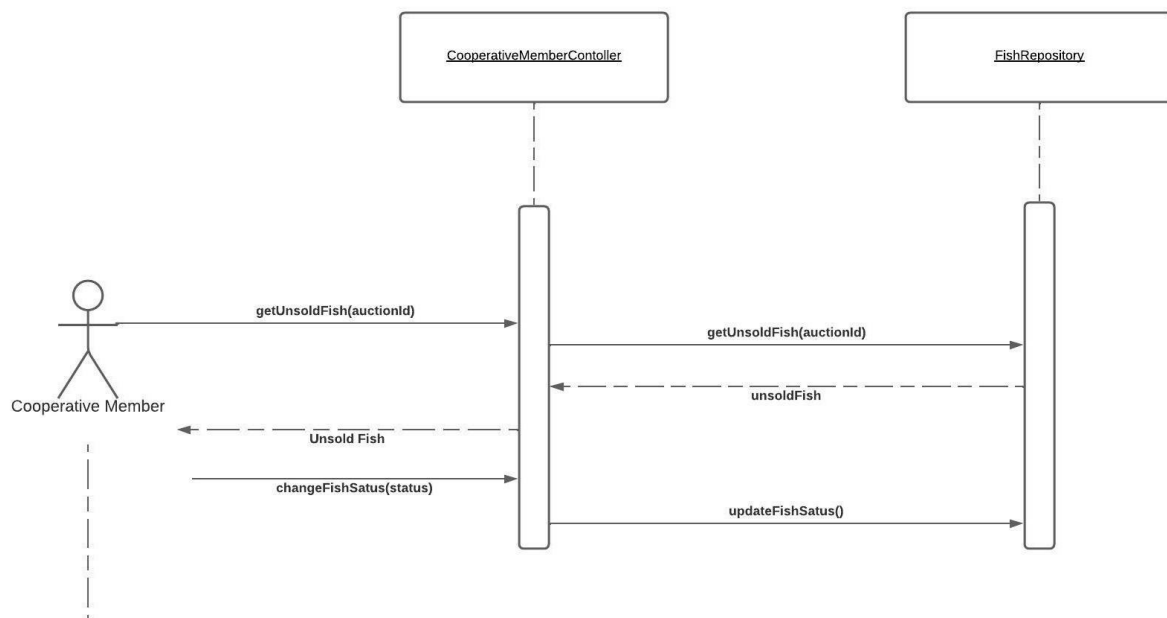 CooperativeMemberContoller
FishRepository
getUnsoldFish(auctionId)
getUnsoldFish(auctionId)
unsoldFish
Cooperative Member
Unsold Fish
changeFishSatus(status)
updateFishSatus()